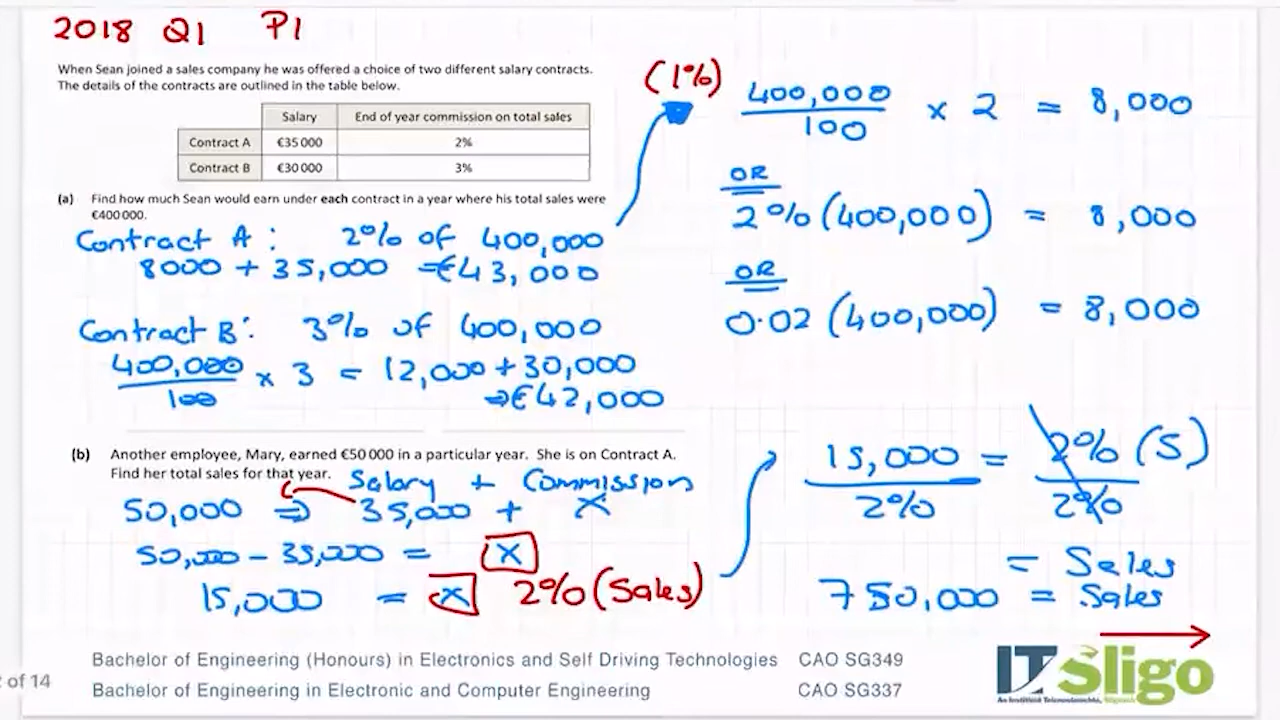 2018 Q1 P1
When Sean joined a sales company he was offered a choice of two different salary contracts.
The details of the contracts are outlined in the table below.
Salary End of year commission on total sales
Contract A €35 000 2%
Contract B €30 000 3%
(a) Find how much Sean would earn under each contract in a year where his total sales were
€400 000.
Contract A : 2% of 400,000
8000 + 35,000 = €43,000
Contract B : 3% of 400,000
400,000/100 × 3 = 12,000 + 30,000
⇒ €42,000
(1%)
400,000/100 × 2 = 8,000
OR
2% (400,000) = 8,000
OR
0.02 (400,000) = 8,000
(b) Another employee, Mary, earned €50 000 in a particular year. She is on Contract A.
Find her total sales for that year.
Salary + Commission
50,000 ⇒ 35,000 + x
50,000 – 35,000 = x
15,000 = x 2% (Sales)
15,000/2% = 2% (S)/2%
= Sales
750,000 = Sales
Bachelor of Engineering (Honours) in Electronics and Self Driving Technologies CAO SG349
Bachelor of Engineering in Electronic and Computer Engineering CAO SG337
of 14
IT Sligo